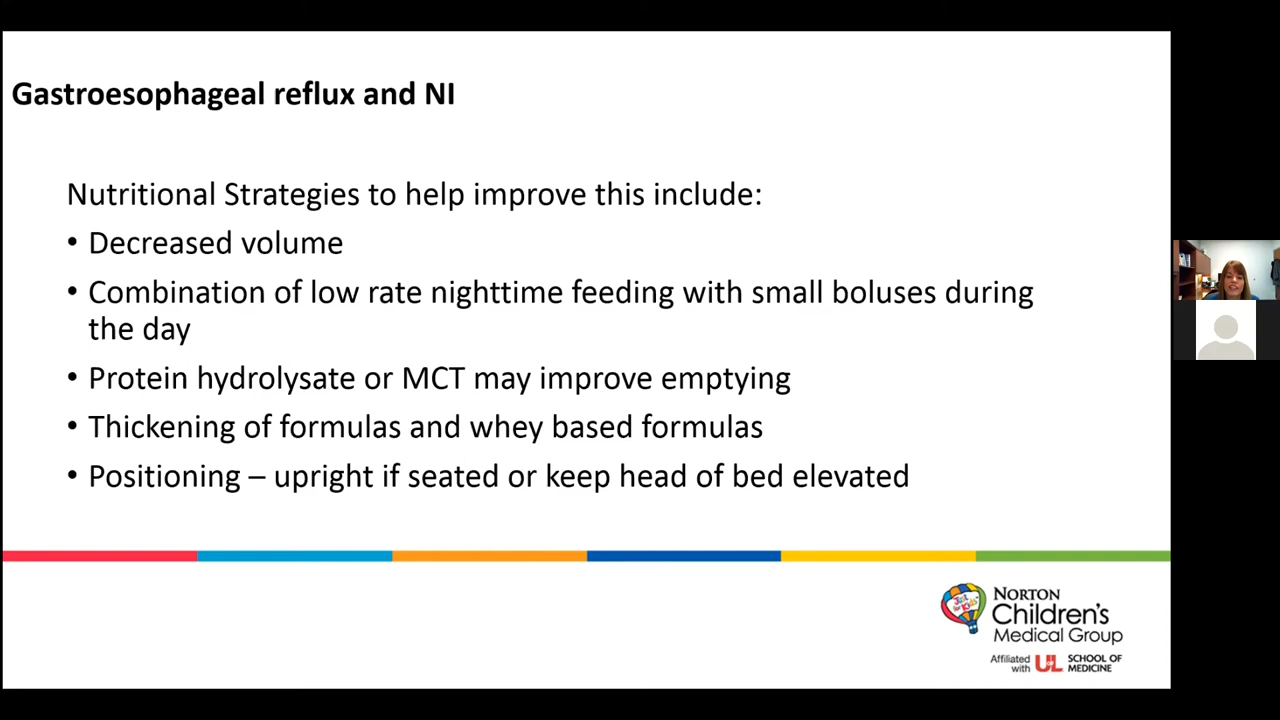 Gastroesophageal reflux and NI
Nutritional Strategies to help improve this include:
• Decreased volume
• Combination of low rate nighttime feeding with small boluses during
the day
• Protein hydrolysate or MCT may improve emptying
• Thickening of formulas and whey based formulas
• Positioning – upright if seated or keep head of bed elevated
Just for Kids
NORTON
Children's
Medical Group
Affiliated with UL SCHOOL OF MEDICINE